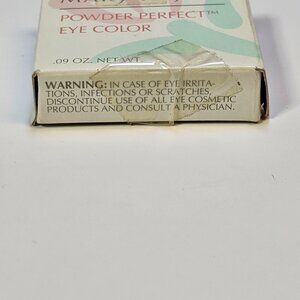 POWDER PERFECT™
EYE COLOR
.09 OZ. NET WT.
WARNING: IN CASE OF EYE IRRITA-
TIONS, INFECTIONS OR SCRATCHES,
DISCONTINUE USE OF ALL EYE COSMETIC
PRODUCTS AND CONSULT A PHYSICIAN.